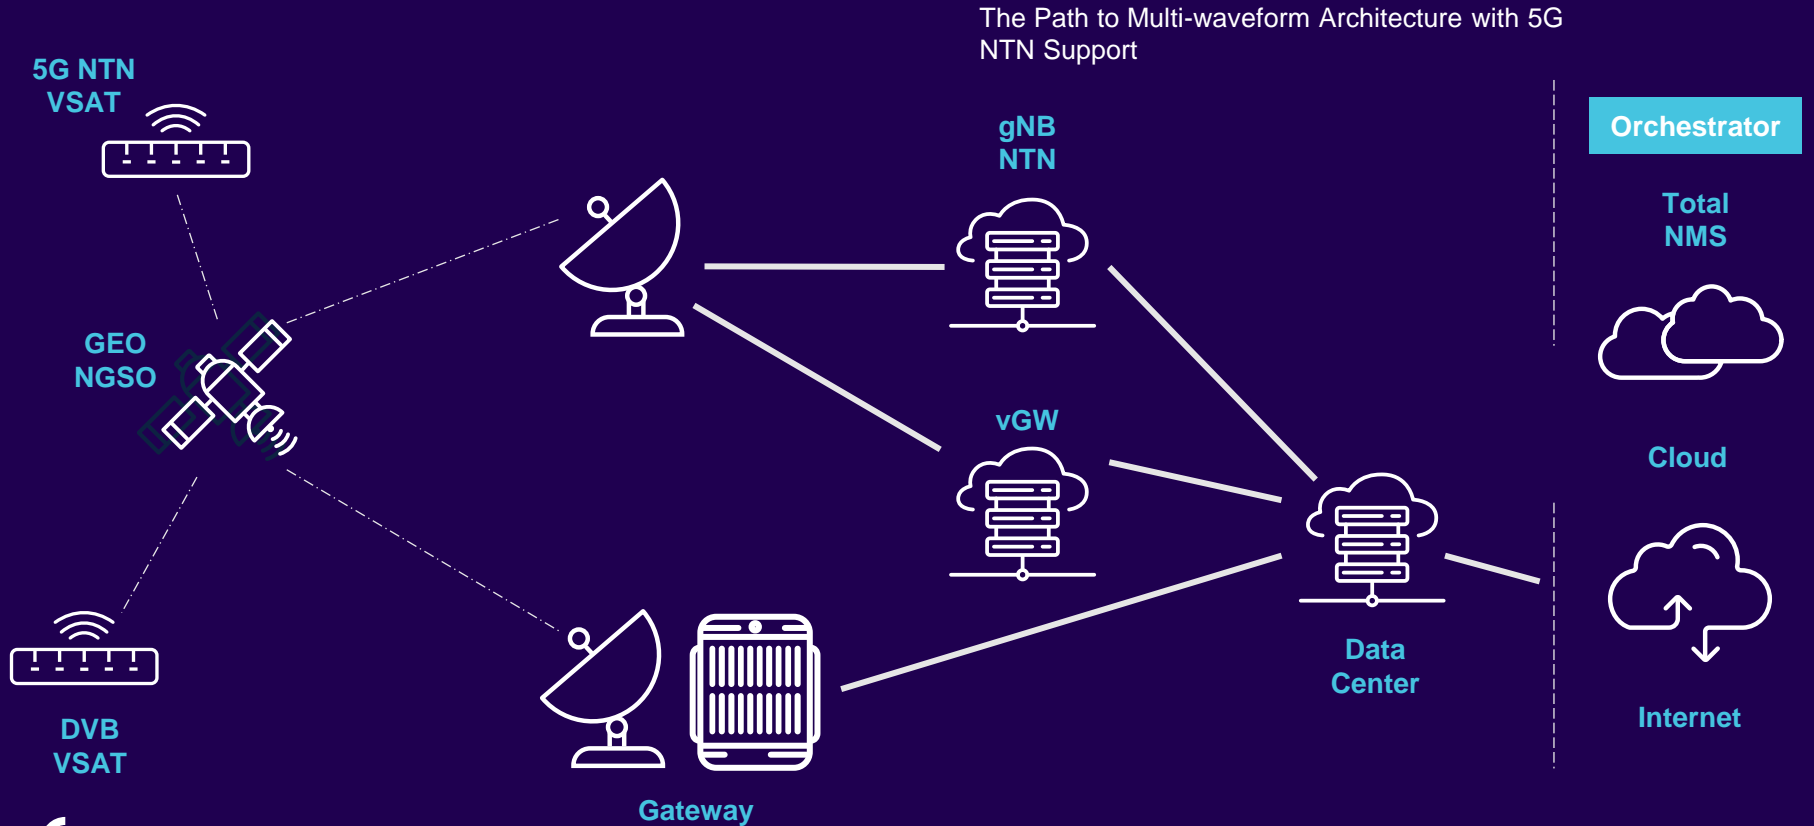 The Path to Multi-waveform Architecture with 5G
NTN Support
5G NTN
VSAT
gNB
NTN
Orchestrator
Total
NMS
GEO
NGSO
vGW
Cloud
Data
Center
DVB
VSAT
Internet
Gateway